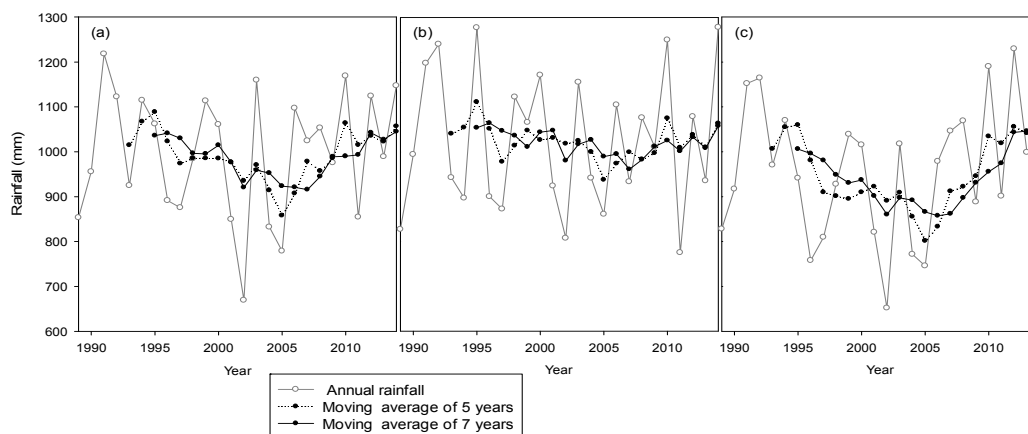 1300
(a) (b) (c)
1200
1100
1000
900
800
700
600
Rainfall (mm)
1990 1995 2000 2005 2010 1990 1995 2000 2005 2010 1990 1995 2000 2005 2010
Year Year Year
Annual rainfall
Moving average of 5 years
Moving average of 7 years